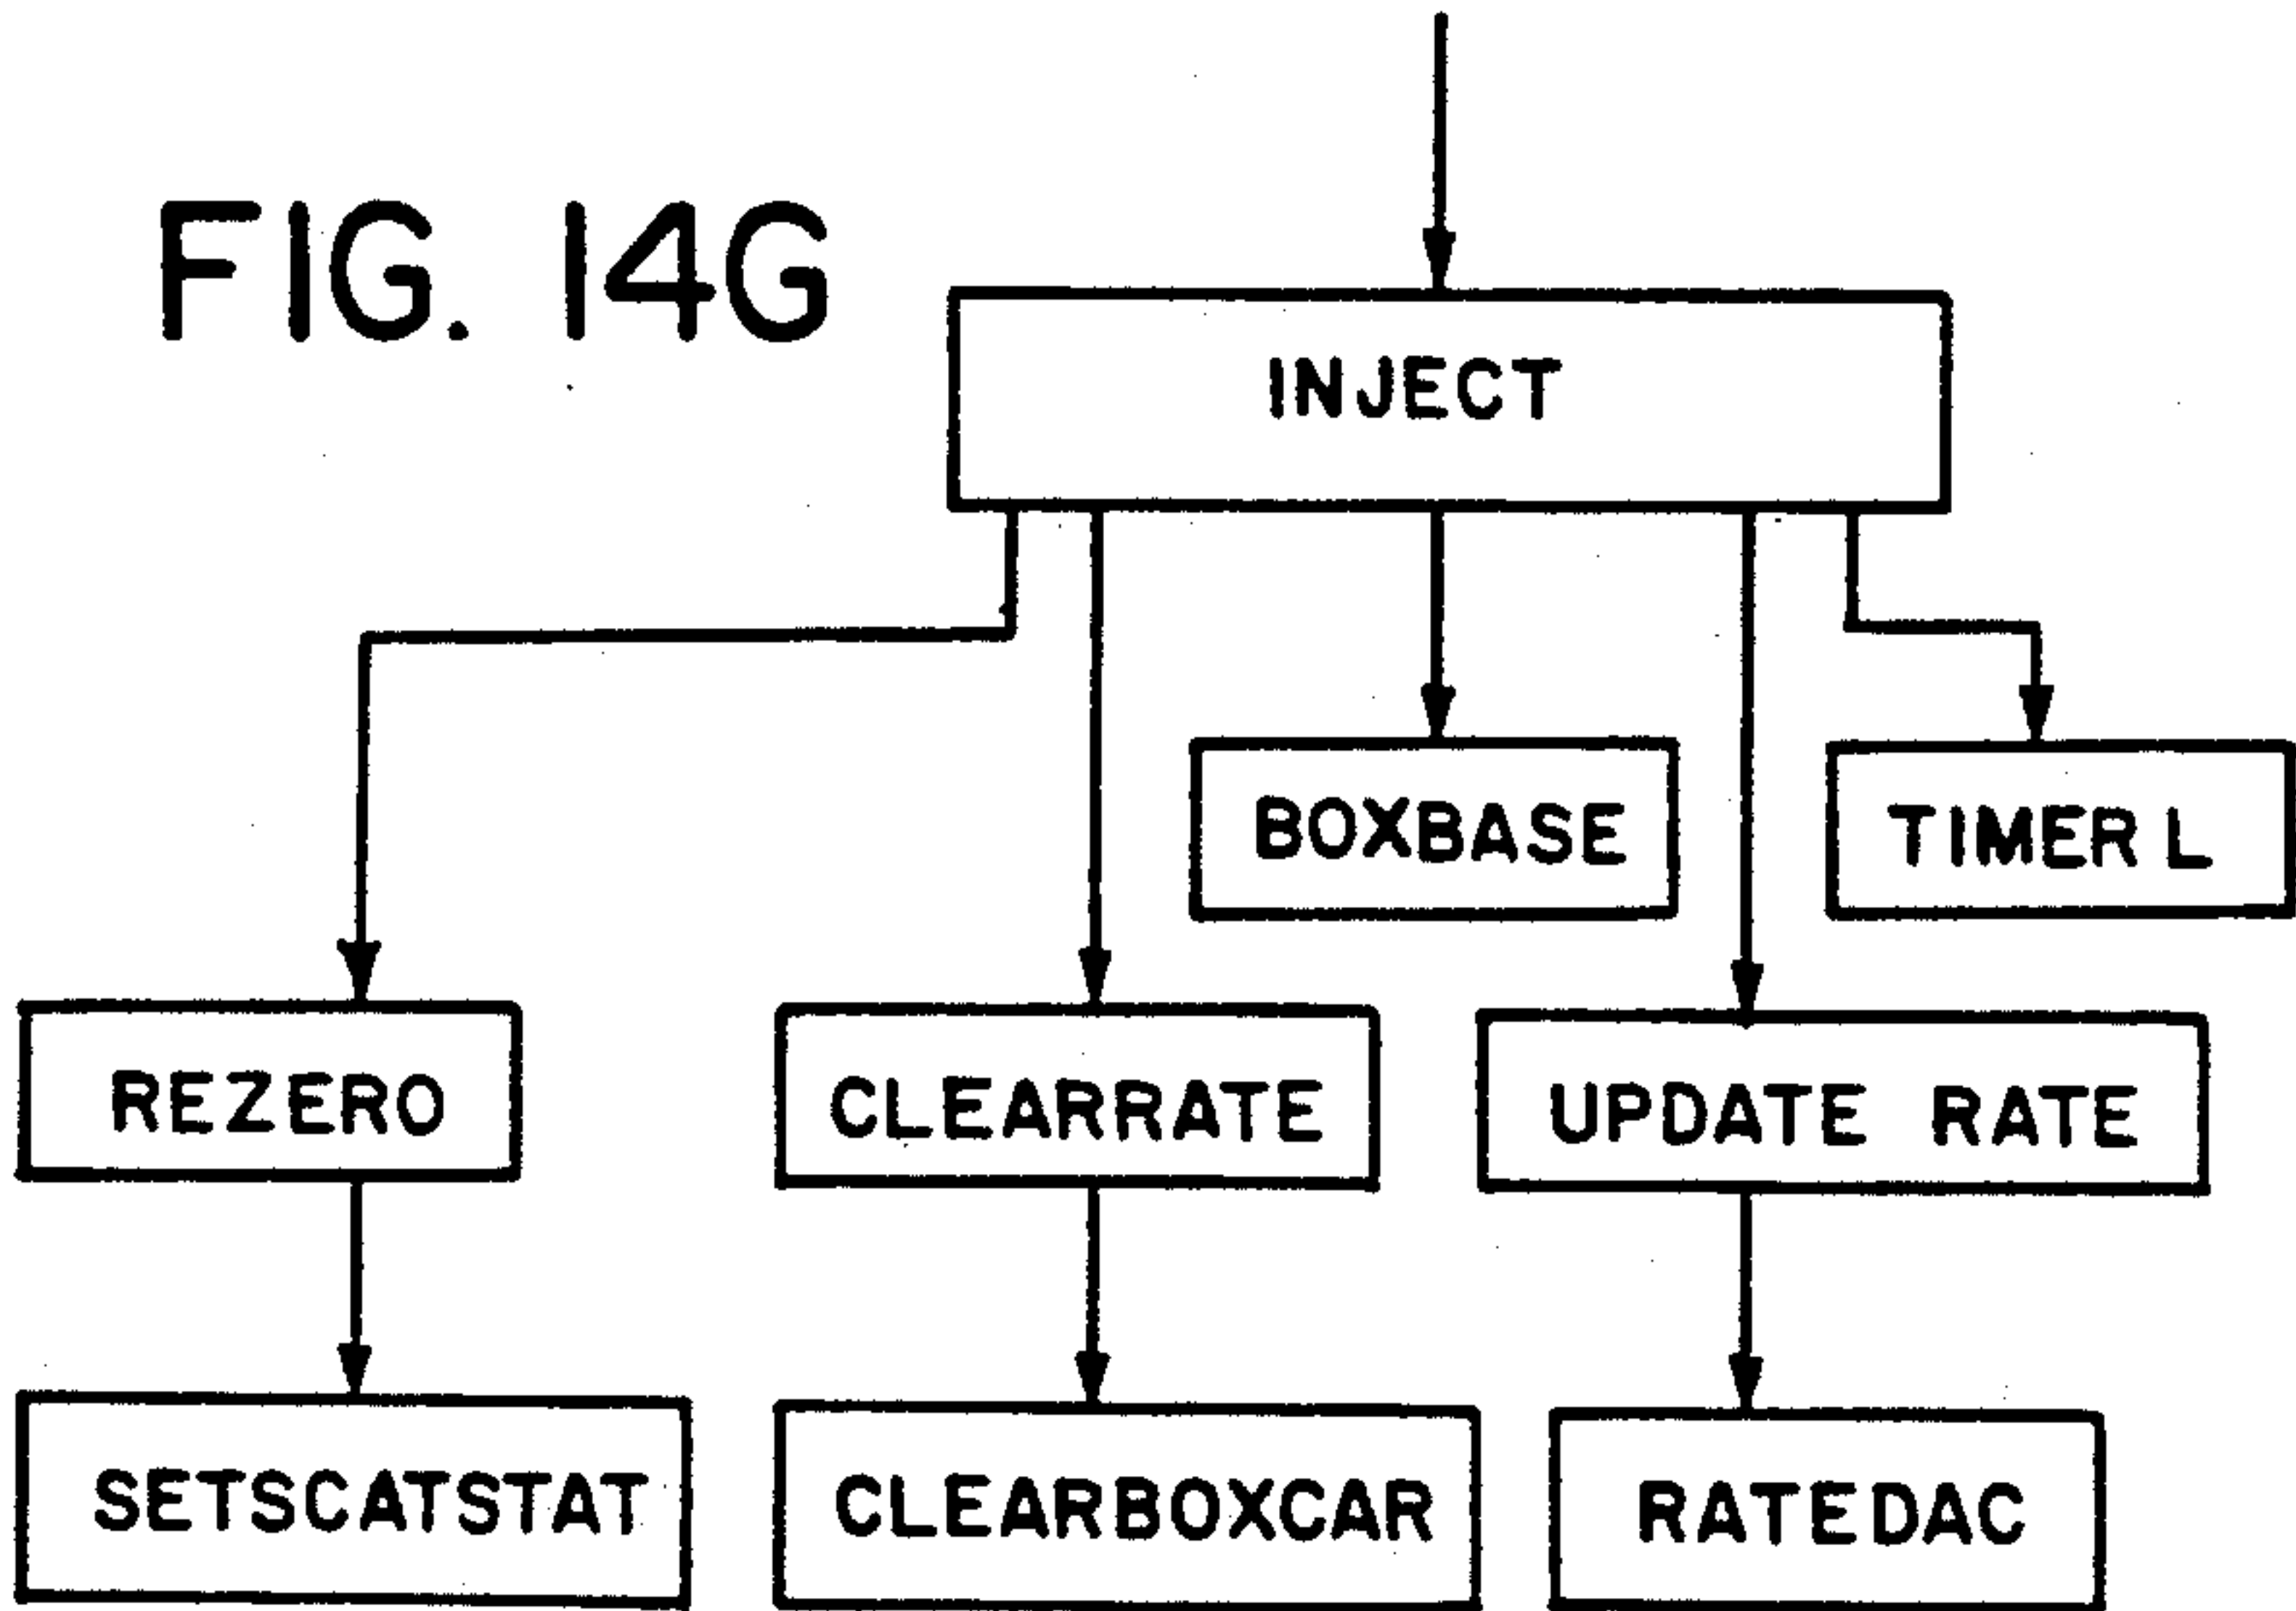 FIG. 14G
INJECT
BOXBASE
TIMER L
REZERO
CLEARRATE
UPDATE RATE
SETSCATSTAT
CLEARBOXCAR
RATEDAC